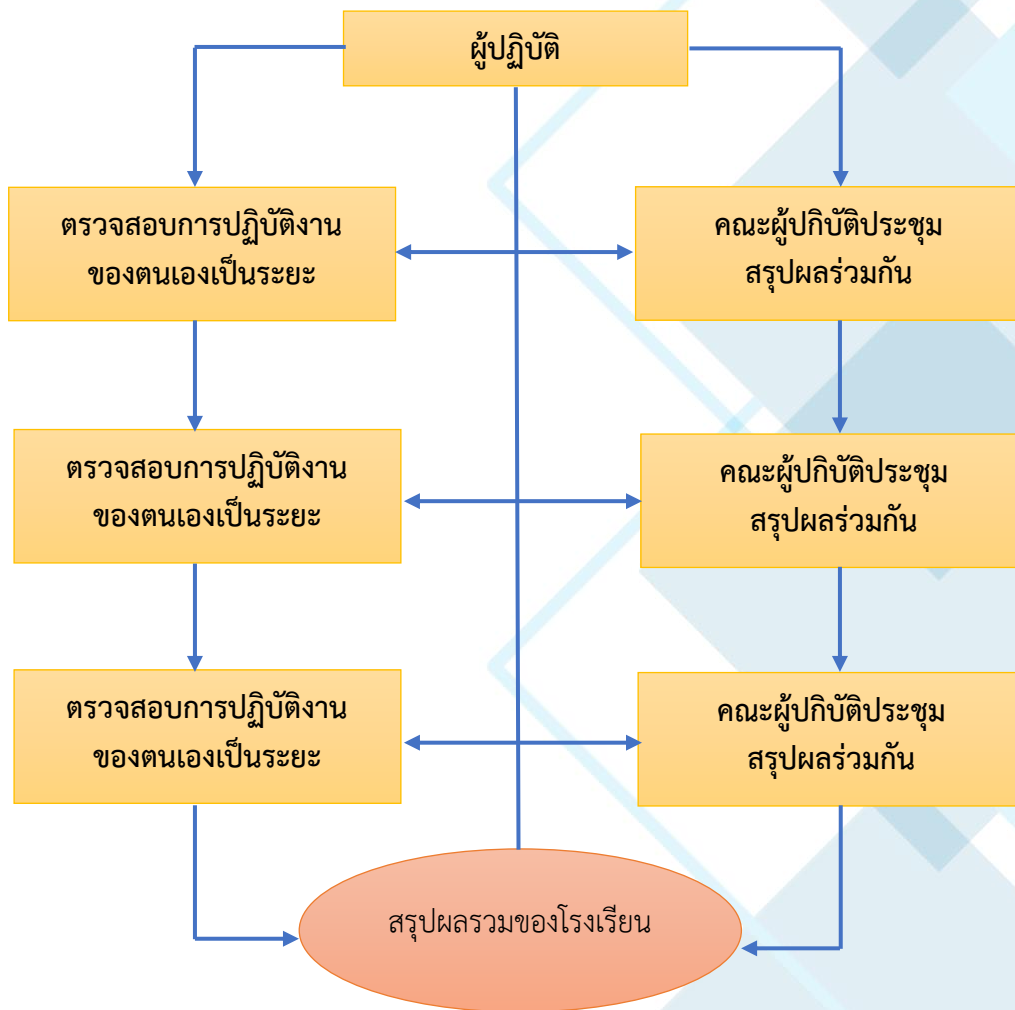 ผู้ปฏิบัติ
ตรวจสอบการปฏิบัติงาน
ของตนเองเป็นระยะ
คณะผู้ปกิบัติประชุม
สรุปผลร่วมกัน
ตรวจสอบการปฏิบัติงาน
ของตนเองเป็นระยะ
คณะผู้ปกิบัติประชุม
สรุปผลร่วมกัน
ตรวจสอบการปฏิบัติงาน
ของตนเองเป็นระยะ
คณะผู้ปกิบัติประชุม
สรุปผลร่วมกัน
สรุปผลรวมของโรงเรียน